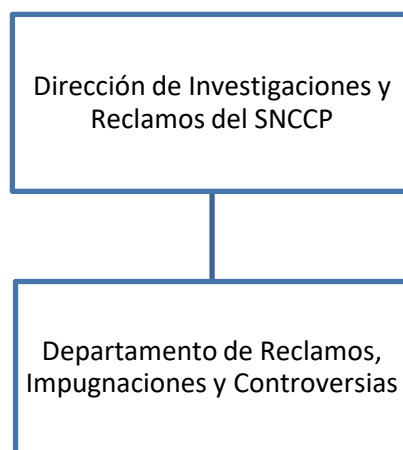 Dirección de Investigaciones y
Reclamos del SNCCP
Departamento de Reclamos,
Impugnaciones y Controversias